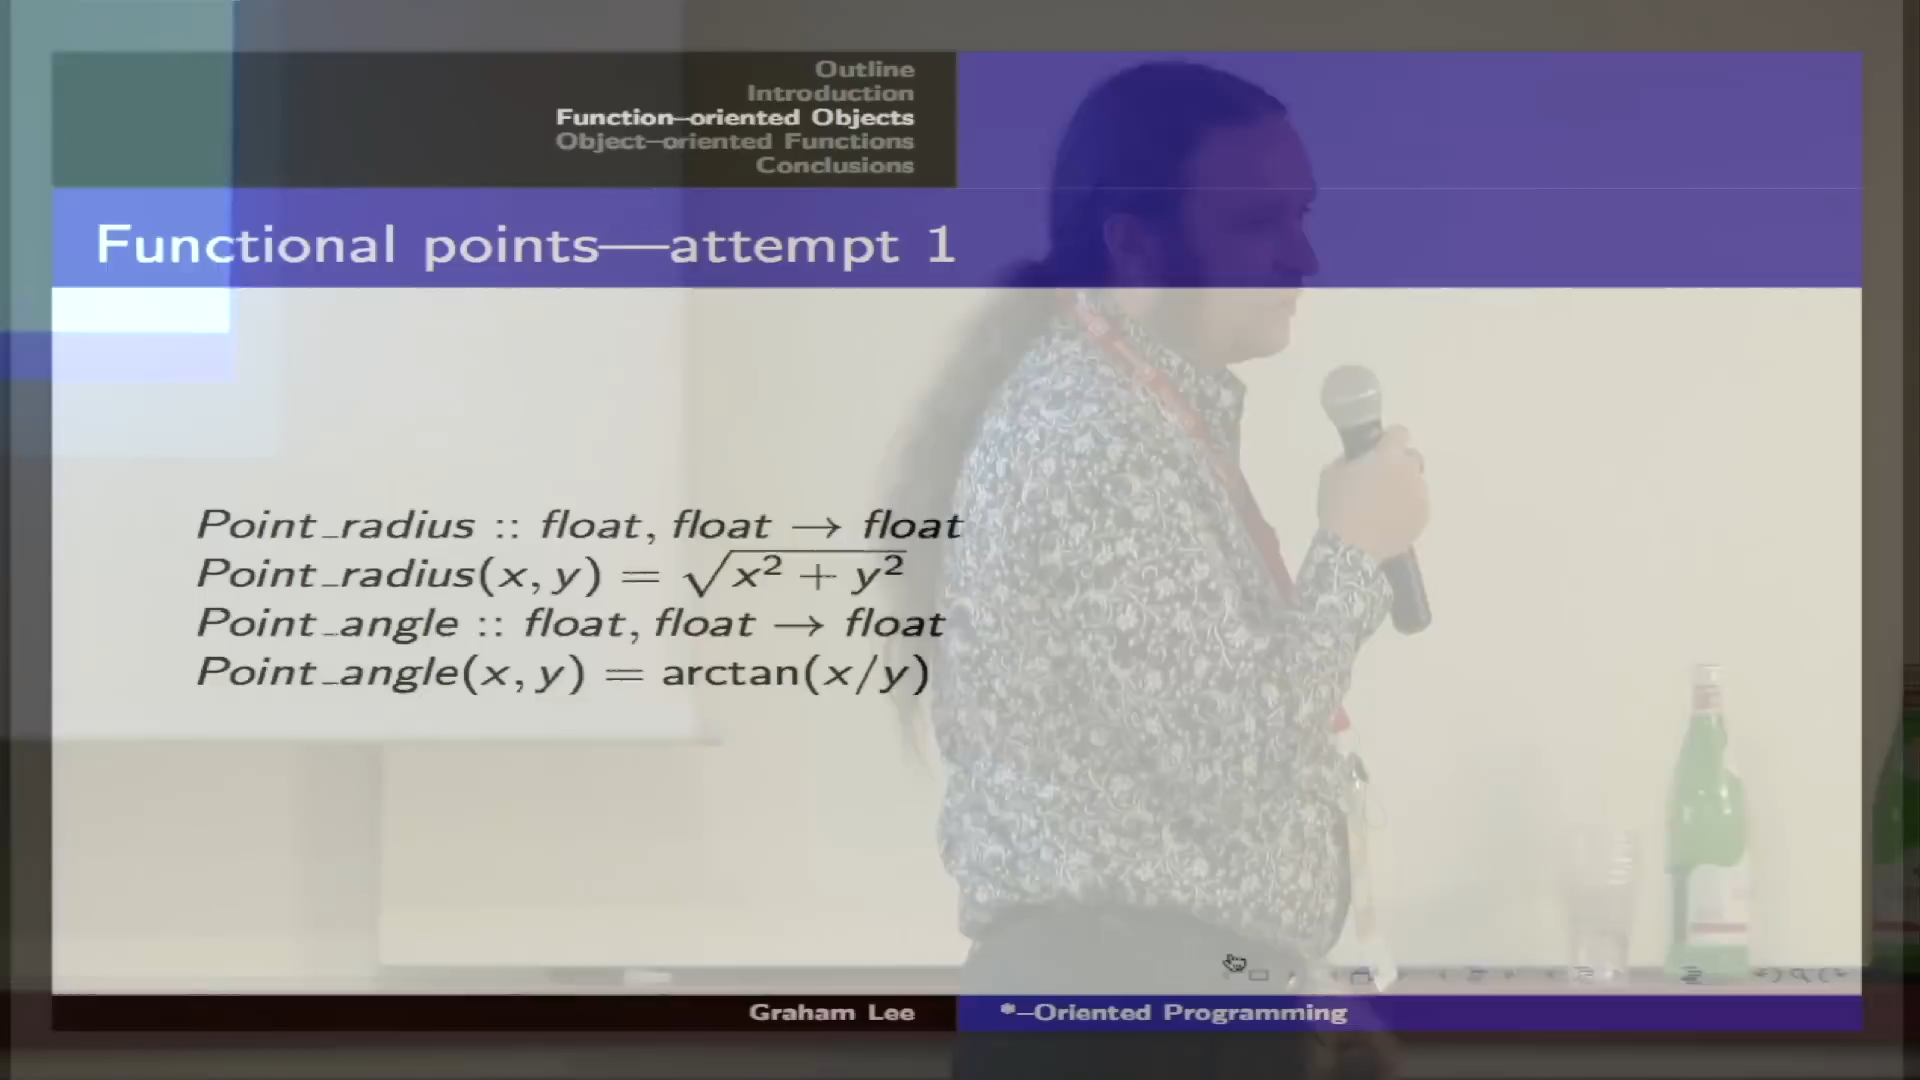 Outline
Introduction
Function–oriented Objects
Object–oriented Functions
Conclusions
Functional points—attempt 1
Point_radius :: float, float → float
Point_radius(x, y) = √x² + y²
Point_angle :: float, float → float
Point_angle(x, y) = arctan(x/y)
Graham Lee
*–Oriented Programming